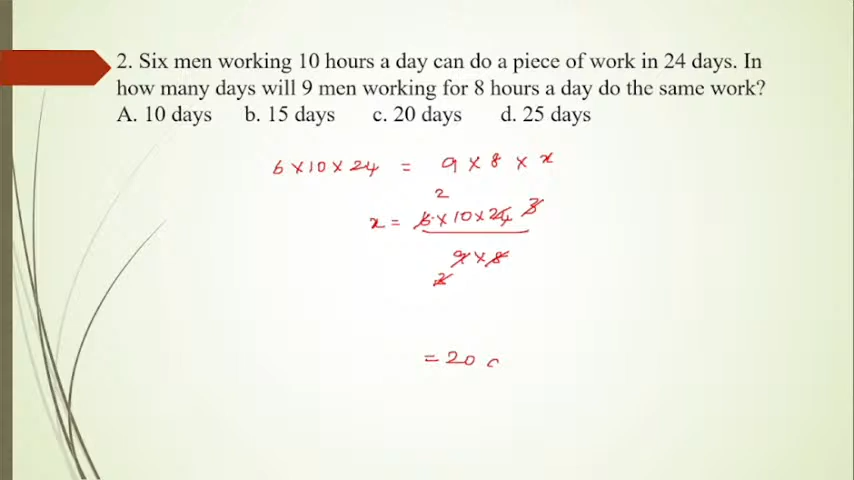 2. Six men working 10 hours a day can do a piece of work in 24 days. In
how many days will 9 men working for 8 hours a day do the same work?
A. 10 days b. 15 days c. 20 days d. 25 days
6 × 10 × 24 = 9 × 8 × x
2
x = 6 × 10 × 24 3
9 × 8
3
= 20